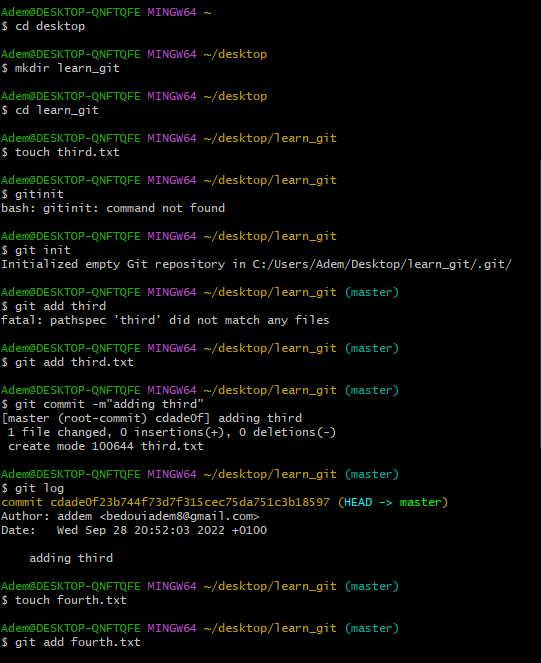 Adem@DESKTOP-QNFTQFE MINGW64 ~
$ cd desktop
Adem@DESKTOP-QNFTQFE MINGW64 ~/desktop
$ mkdir learn_git
Adem@DESKTOP-QNFTQFE MINGW64 ~/desktop
$ cd learn_git
Adem@DESKTOP-QNFTQFE MINGW64 ~/desktop/learn_git
$ touch third.txt
Adem@DESKTOP-QNFTQFE MINGW64 ~/desktop/learn_git
$ gitinit
bash: gitinit: command not found
Adem@DESKTOP-QNFTQFE MINGW64 ~/desktop/learn_git
$ git init
Initialized empty Git repository in C:/Users/Adem/Desktop/learn_git/.git/
Adem@DESKTOP-QNFTQFE MINGW64 ~/desktop/learn_git (master)
$ git add third
fatal: pathspec 'third' did not match any files
Adem@DESKTOP-QNFTQFE MINGW64 ~/desktop/learn_git (master)
$ git add third.txt
Adem@DESKTOP-QNFTQFE MINGW64 ~/desktop/learn_git (master)
$ git commit -m"adding third"
[master (root-commit) cdade0f] adding third
 1 file changed, 0 insertions(+), 0 deletions(-)
 create mode 100644 third.txt
Adem@DESKTOP-QNFTQFE MINGW64 ~/desktop/learn_git (master)
$ git log
commit cdade0f23b744f73d7f315cec75da751c3b18597 (HEAD -> master)
Author: addem <bedouiadem8@gmail.com>
Date:   Wed Sep 28 20:52:03 2022 +0100
    adding third
Adem@DESKTOP-QNFTQFE MINGW64 ~/desktop/learn_git (master)
$ touch fourth.txt
Adem@DESKTOP-QNFTQFE MINGW64 ~/desktop/learn_git (master)
$ git add fourth.txt